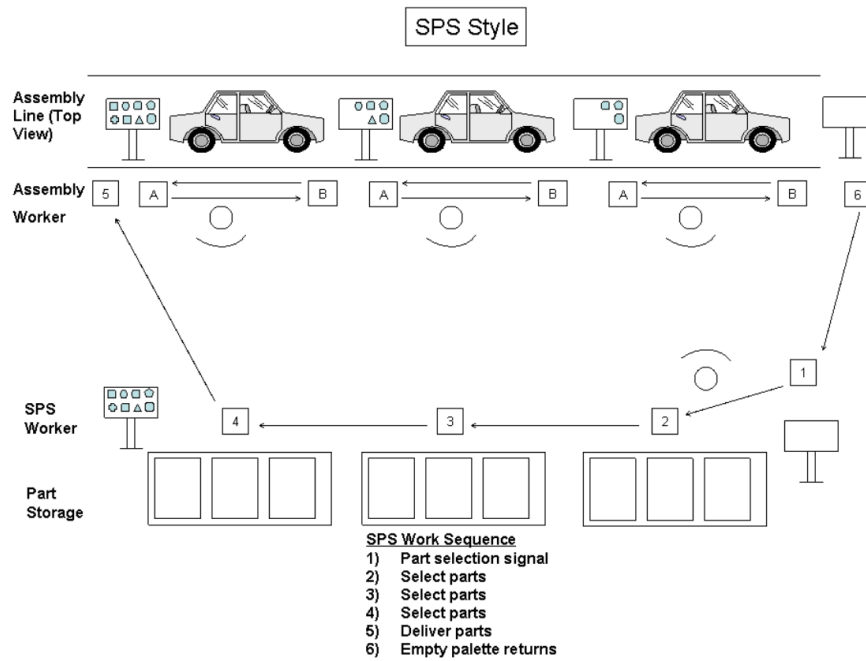 SPS Style
Assembly
Line (Top
View)
Assembly
Worker
5
A
B
A
B
A
B
6
1
SPS
Worker
4
3
2
Part
Storage
SPS Work Sequence
1) Part selection signal
2) Select parts
3) Select parts
4) Select parts
5) Deliver parts
6) Empty palette returns